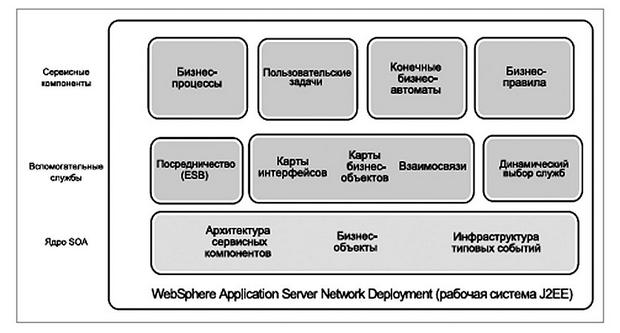 Сервисные
компоненты
Бизнес-
процессы
Пользовательские
задачи
Конечные
бизнес-
автоматы
Бизнес-
правила
Вспомогательные
службы
Посредничество
(ESB)
Карты
интерфейсов
Карты
бизнес-
объектов
Взаимосвязи
Динамический
выбор служб
Ядро SOA
Архитектура
сервисных
компонентов
Бизнес-
объекты
Инфраструктура
типовых событий
WebSphere Application Server Network Deployment (рабочая система J2EE)